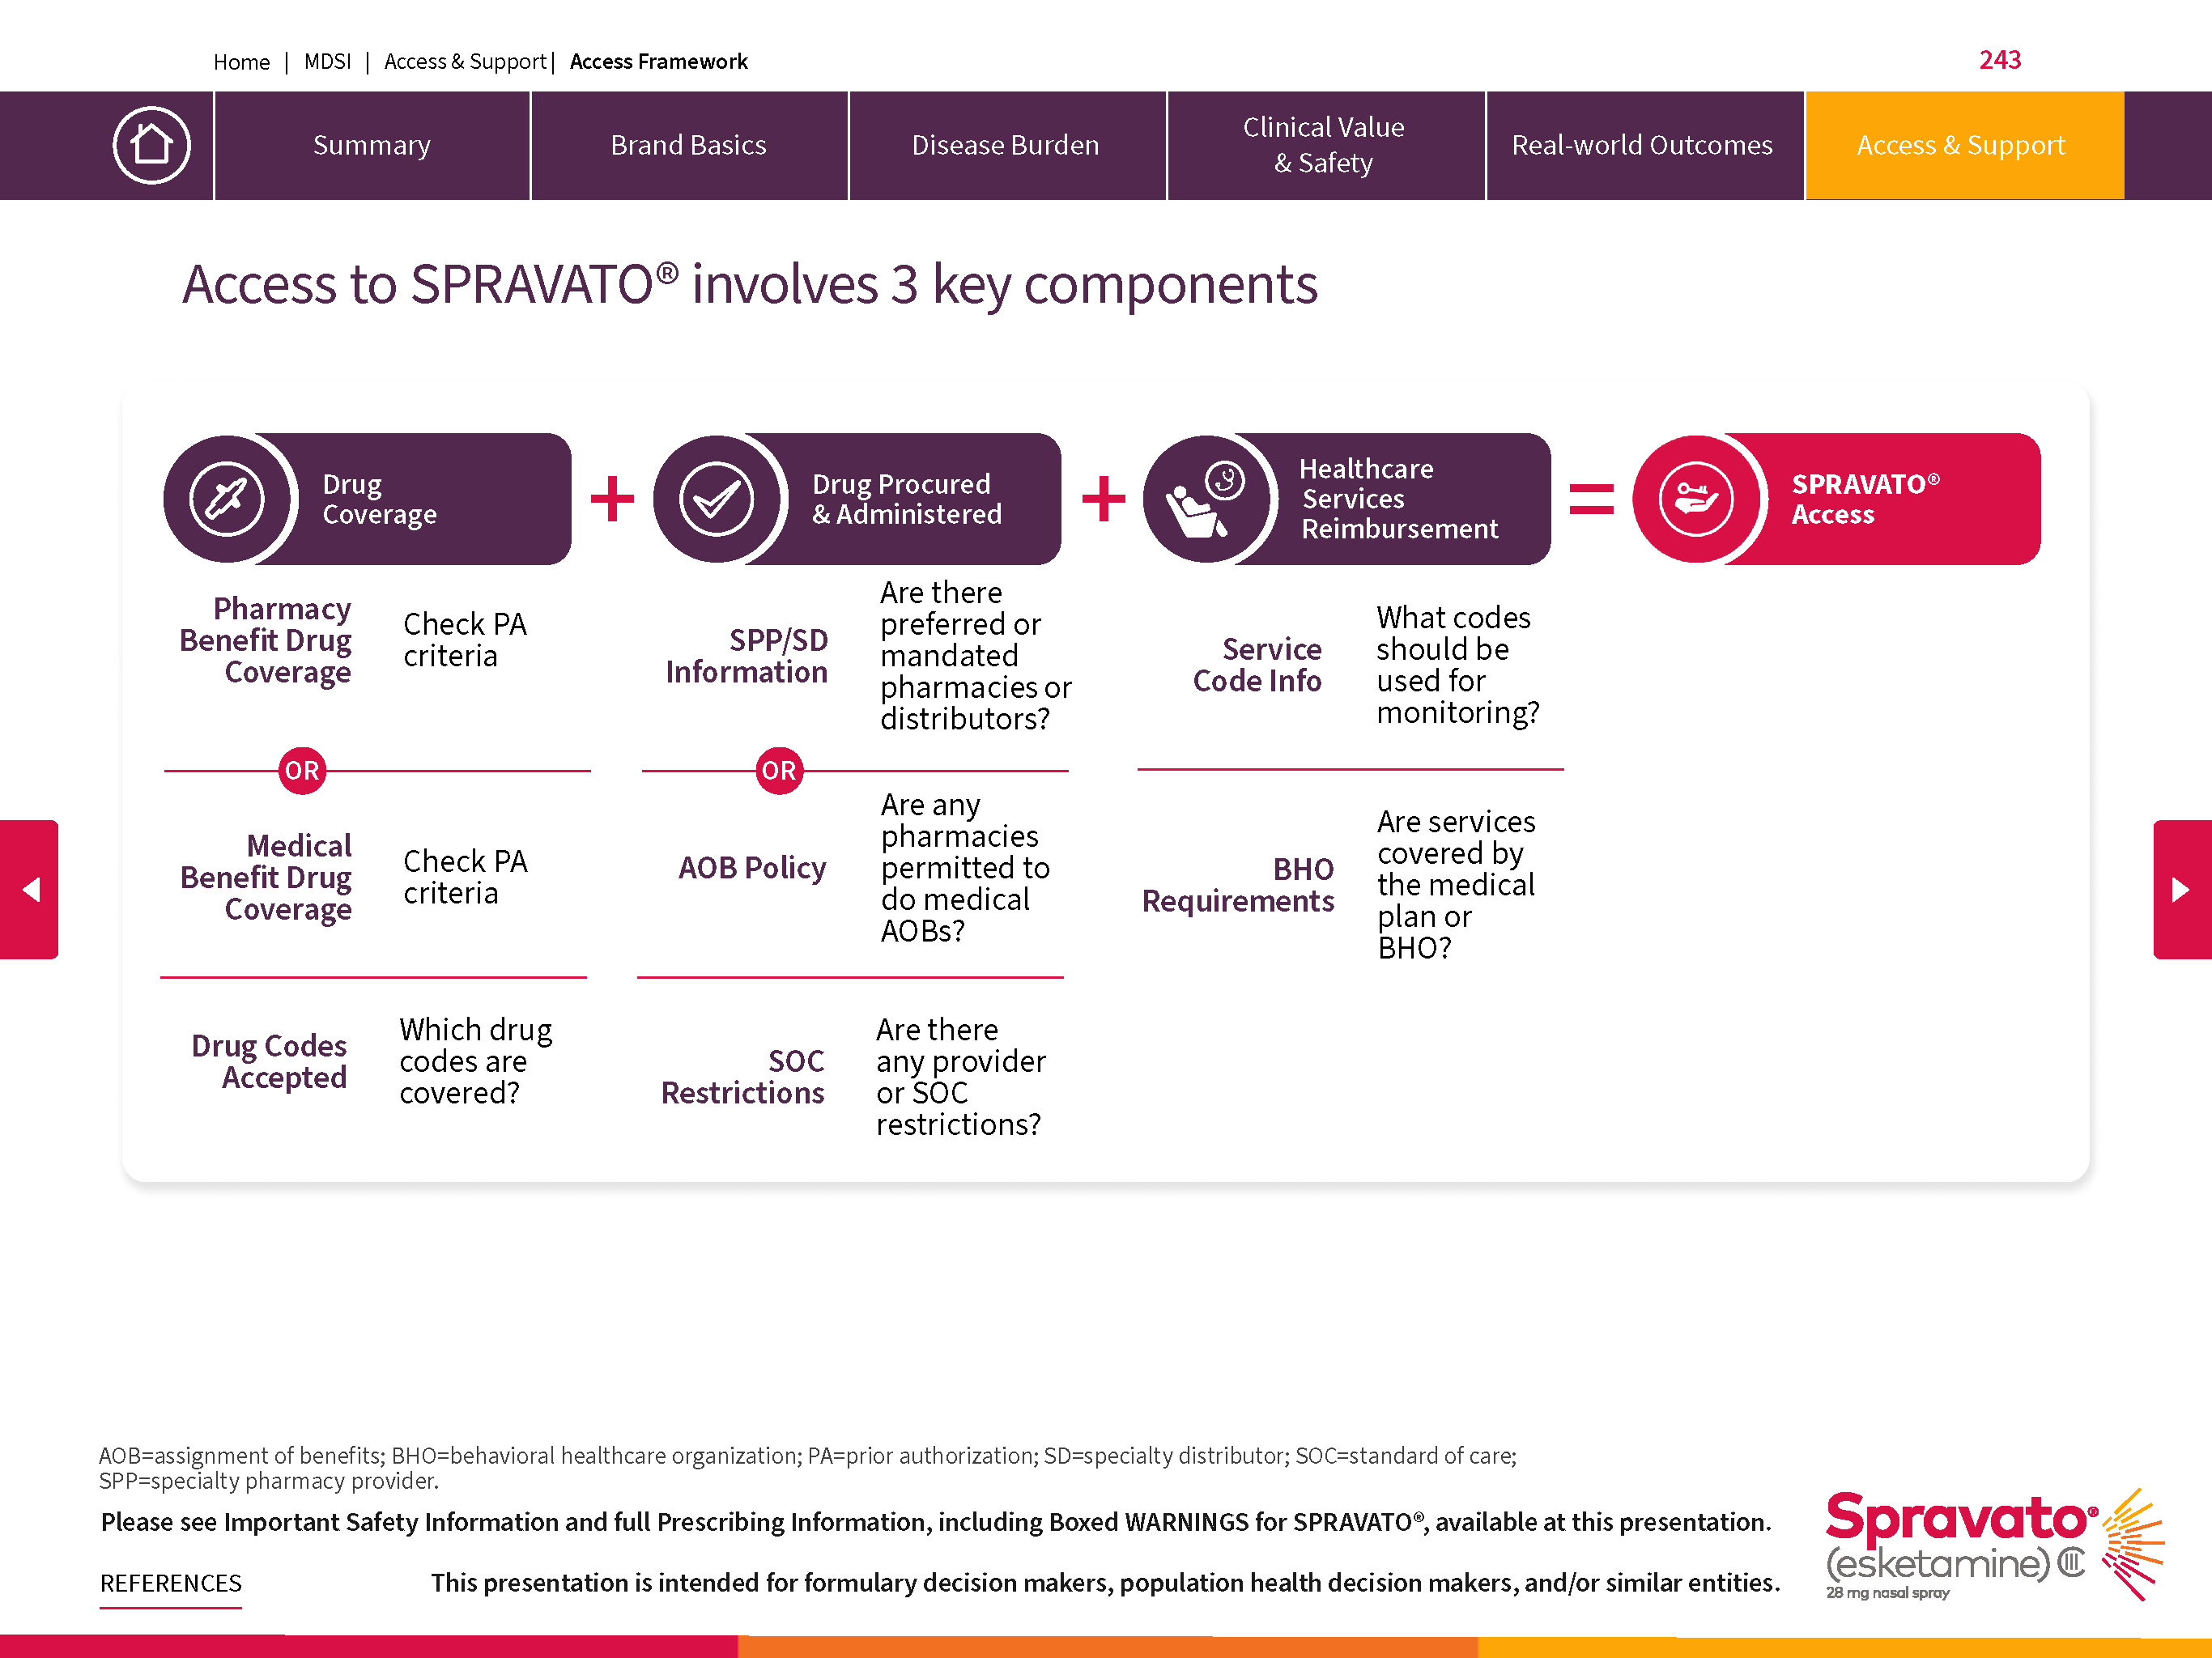 Home | MDSI | Access & Support | Access Framework
243
Summary
Brand Basics
Disease Burden
Clinical Value
& Safety
Real-world Outcomes
Access & Support
Access to SPRAVATO® involves 3 key components
Drug
Coverage
+
Drug Procured
& Administered
+
Healthcare
Services
Reimbursement
=
SPRAVATO®
Access
Pharmacy
Benefit Drug
Coverage
Check PA
criteria
OR
Medical
Benefit Drug
Coverage
Check PA
criteria
Drug Codes
Accepted
Which drug
codes are
covered?
SPP/SD
Information
Are there
preferred or
mandated
pharmacies or
distributors?
OR
AOB Policy
Are any
pharmacies
permitted to
do medical
AOBs?
SOC
Restrictions
Are there
any provider
or SOC
restrictions?
Service
Code Info
What codes
should be
used for
monitoring?
BHO
Requirements
Are services
covered by
the medical
plan or
BHO?
AOB=assignment of benefits; BHO=behavioral healthcare organization; PA=prior authorization; SD=specialty distributor; SOC=standard of care;
SPP=specialty pharmacy provider.
Please see Important Safety Information and full Prescribing Information, including Boxed WARNINGS for SPRAVATO®, available at this presentation.
REFERENCES
This presentation is intended for formulary decision makers, population health decision makers, and/or similar entities.
Spravato®
(esketamine) CIII
28 mg nasal spray